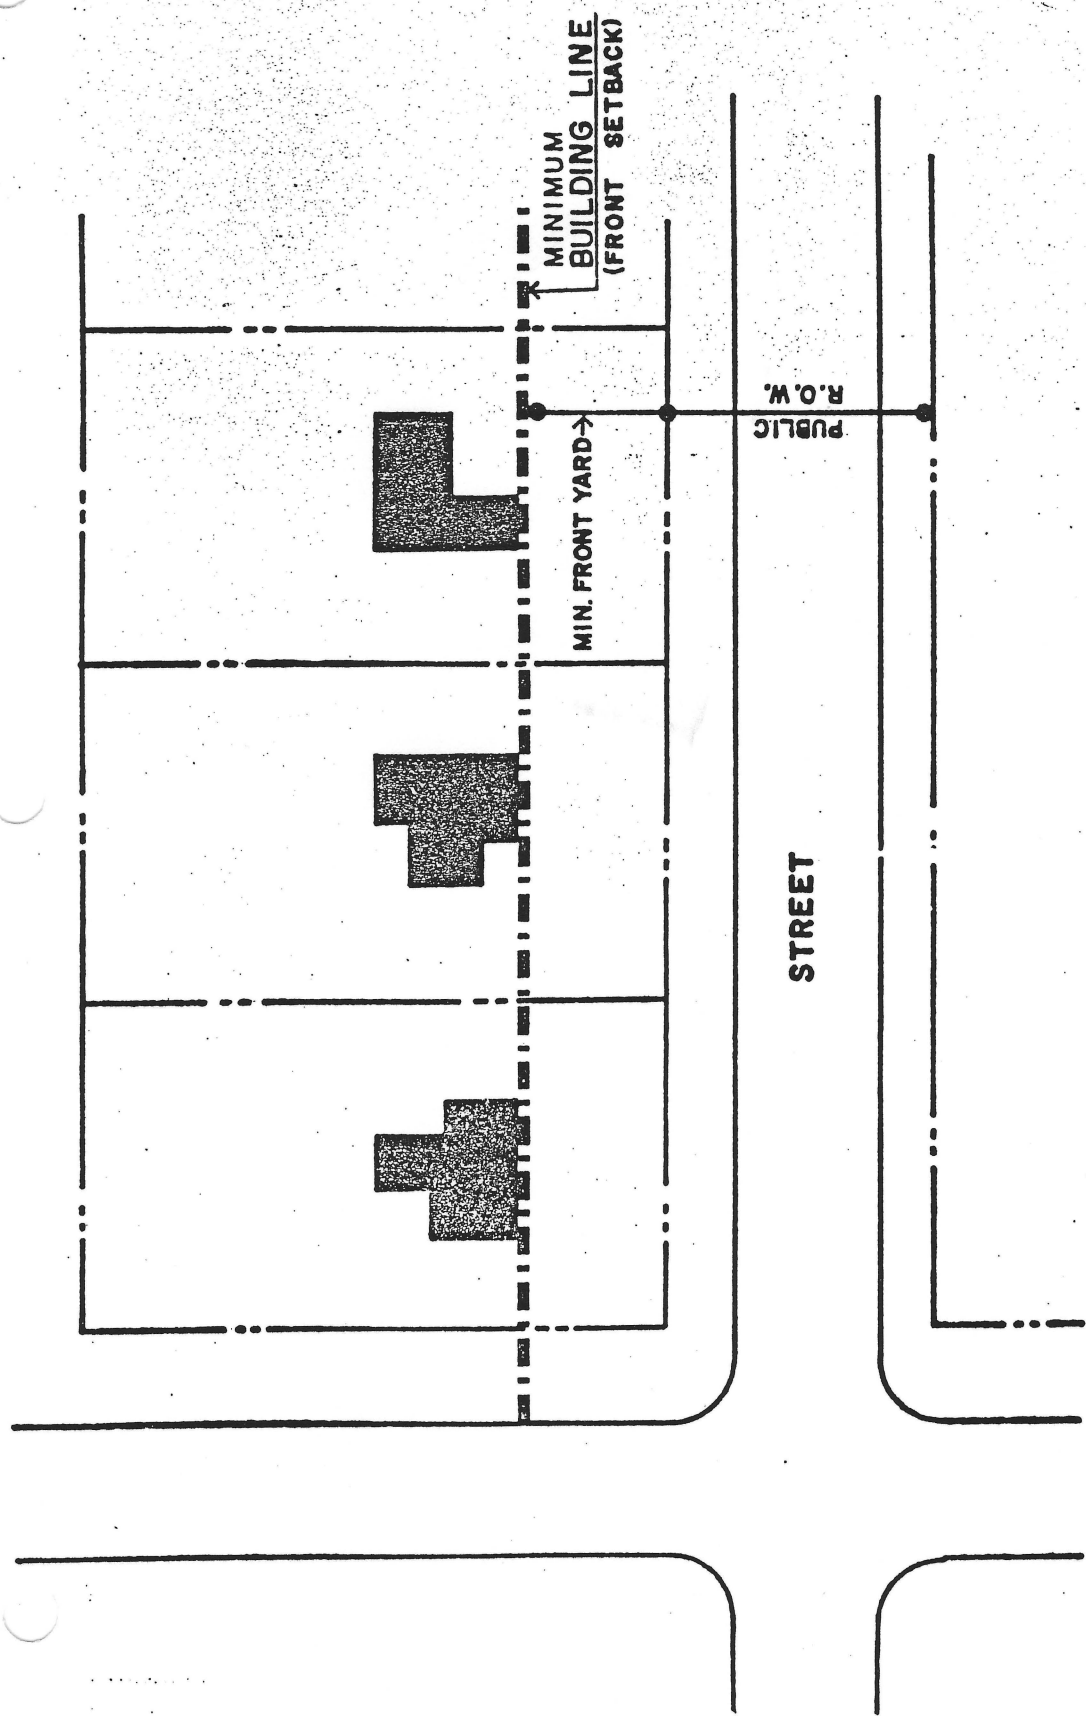 MINIMUM
BUILDING LINE
(FRONT SETBACK)
MIN. FRONT YARD
PUBLIC
R.O.W.
STREET